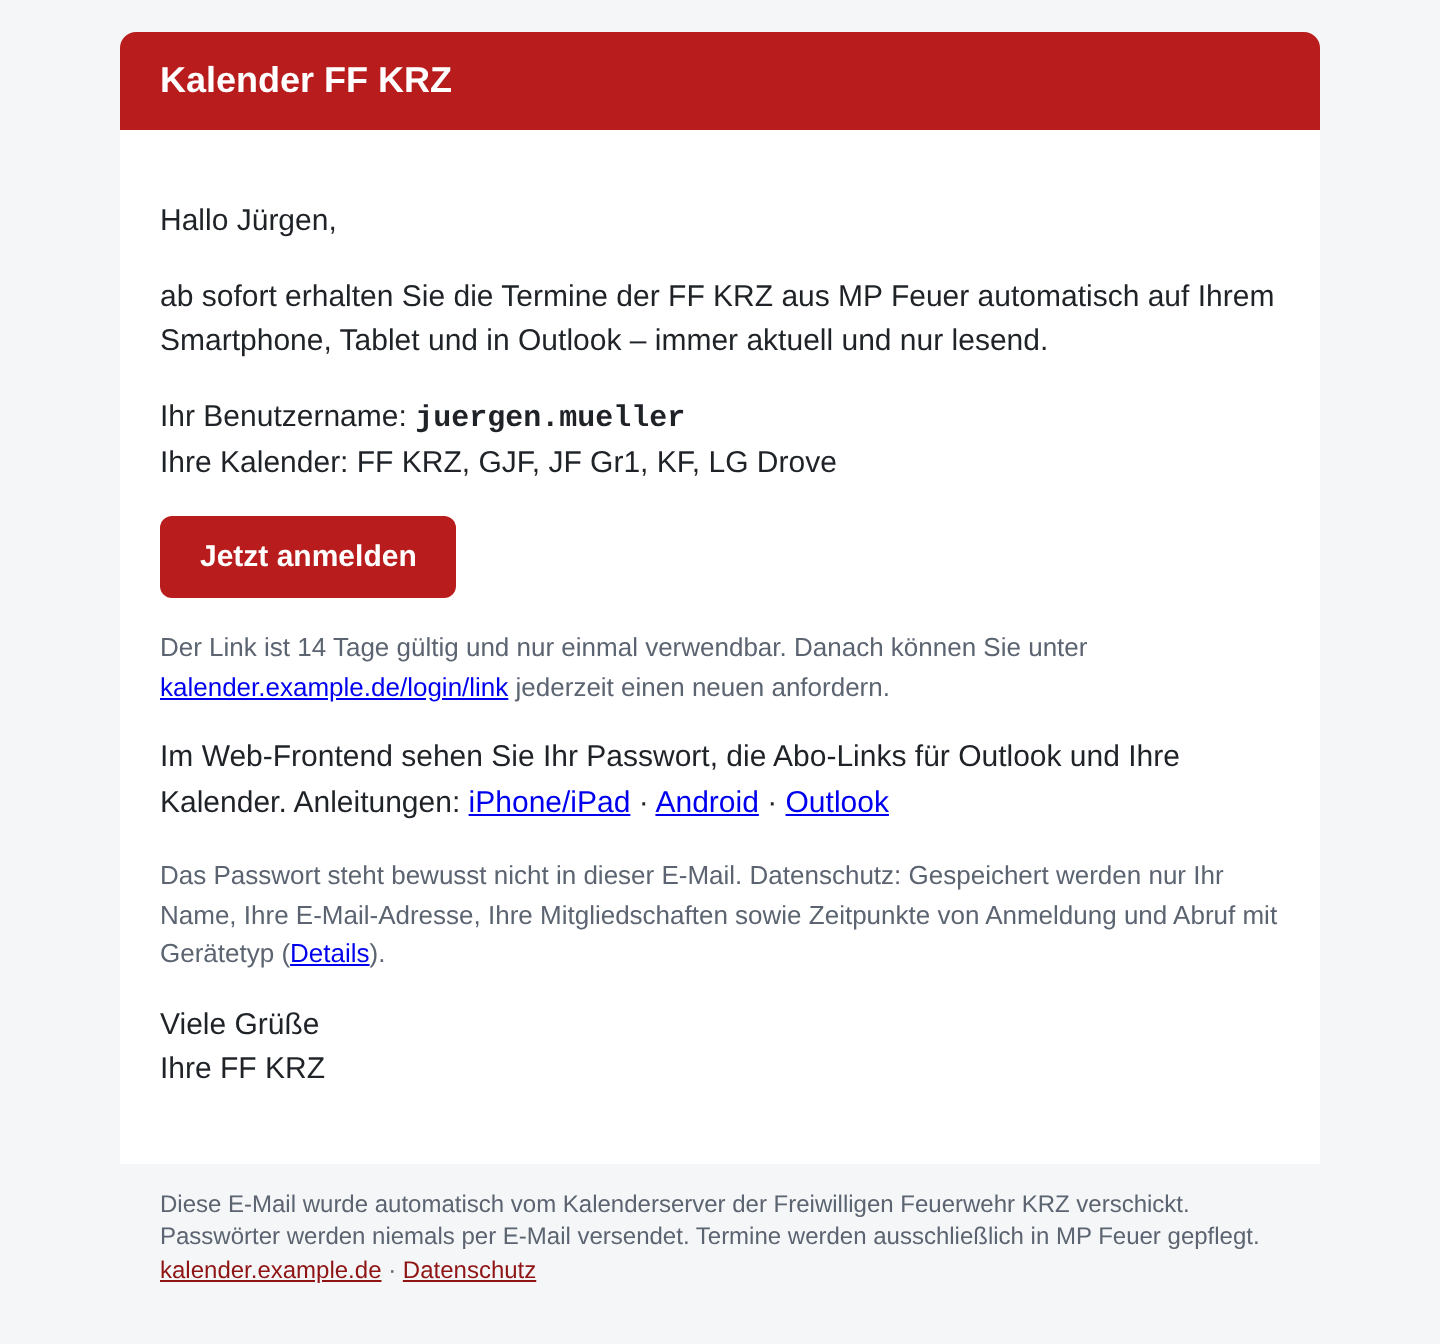 Kalender FF KRZ
Hallo Jürgen,
ab sofort erhalten Sie die Termine der FF KRZ aus MP Feuer automatisch auf Ihrem
Smartphone, Tablet und in Outlook – immer aktuell und nur lesend.
Ihr Benutzername: juergen.mueller
Ihre Kalender: FF KRZ, GJF, JF Gr1, KF, LG Drove
Jetzt anmelden
Der Link ist 14 Tage gültig und nur einmal verwendbar. Danach können Sie unter
kalender.example.de/login/link jederzeit einen neuen anfordern.
Im Web-Frontend sehen Sie Ihr Passwort, die Abo-Links für Outlook und Ihre
Kalender. Anleitungen: iPhone/iPad · Android · Outlook
Das Passwort steht bewusst nicht in dieser E-Mail. Datenschutz: Gespeichert werden nur Ihr
Name, Ihre E-Mail-Adresse, Ihre Mitgliedschaften sowie Zeitpunkte von Anmeldung und Abruf mit
Gerätetyp (Details).
Viele Grüße
Ihre FF KRZ
Diese E-Mail wurde automatisch vom Kalenderserver der Freiwilligen Feuerwehr KRZ verschickt.
Passwörter werden niemals per E-Mail versendet. Termine werden ausschließlich in MP Feuer gepflegt.
kalender.example.de · Datenschutz